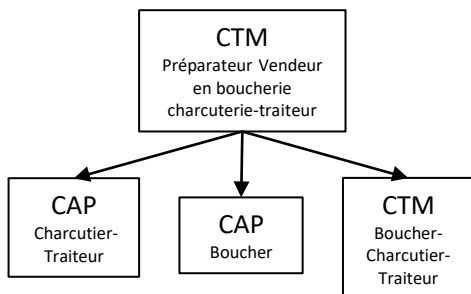 CTM
Préparateur Vendeur
en boucherie
charcuterie-traiteur
CAP
Charcutier-
Traiteur
CAP
Boucher
CTM
Boucher-
Charcutier-
Traiteur